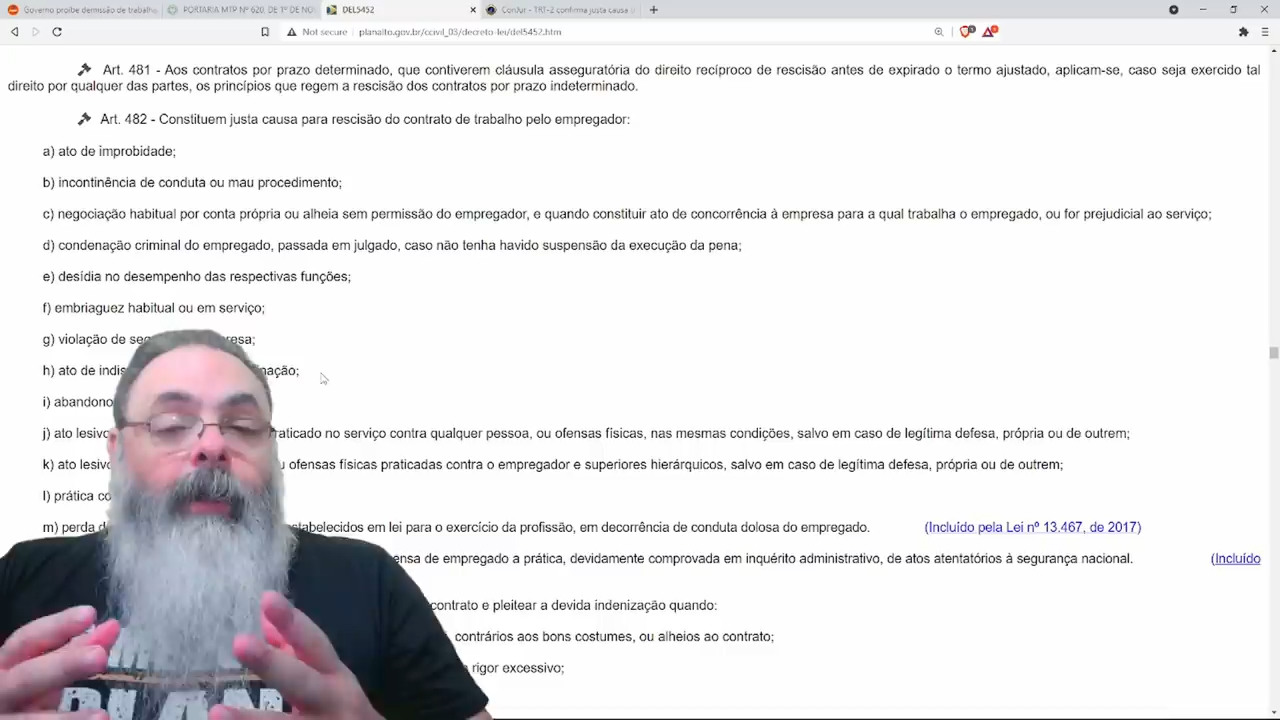 Governo proíbe demissão de trabalha
PORTARIA MTP Nº 620, DE 1º DE NO
DEL5452
ConJur - TRT-2 confirma justa causa
Not secure
planalto.gov.br/ccivil_03/decreto-lei/del5452.htm
Art. 481 - Aos contratos por prazo determinado, que contiverem cláusula asseguratória do direito recíproco de rescisão antes de expirado o termo ajustado, aplicam-se, caso seja exercido tal
direito por qualquer das partes, os princípios que regem a rescisão dos contratos por prazo indeterminado.
Art. 482 - Constituem justa causa para rescisão do contrato de trabalho pelo empregador:
a) ato de improbidade;
b) incontinência de conduta ou mau procedimento;
c) negociação habitual por conta própria ou alheia sem permissão do empregador, e quando constituir ato de concorrência à empresa para a qual trabalha o empregado, ou for prejudicial ao serviço;
d) condenação criminal do empregado, passada em julgado, caso não tenha havido suspensão da execução da pena;
e) desídia no desempenho das respectivas funções;
f) embriaguez habitual ou em serviço;
g) violação de
h) ato de
i) abandono
j) ato lesivo praticado no serviço contra qualquer pessoa, ou ofensas físicas, nas mesmas condições, salvo em caso de legítima defesa, própria ou de outrem;
k) ato lesivo ofensas físicas praticadas contra o empregador e superiores hierárquicos, salvo em caso de legítima defesa, própria ou de outrem;
l) prática
m) perda estabelecidos em lei para o exercício da profissão, em decorrência de conduta dolosa do empregado. (Incluído pela Lei nº 13.467, de 2017)
de empregado a prática, devidamente comprovada em inquérito administrativo, de atos atentatórios à segurança nacional. (Incluído
contrato e pleitear a devida indenização quando:
contrários aos bons costumes, ou alheios ao contrato;
rigor excessivo;